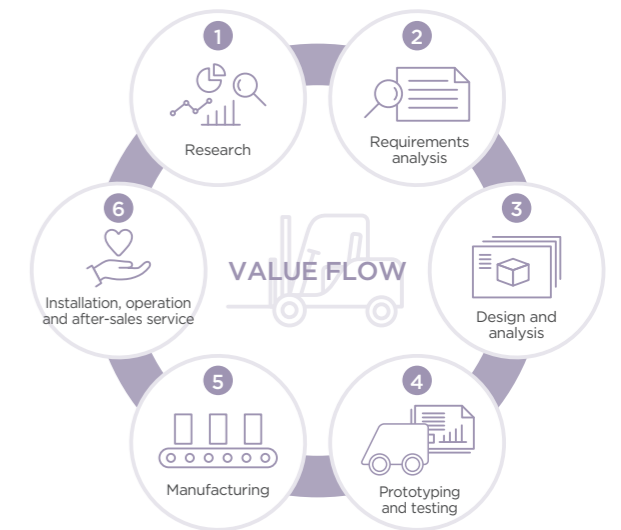 1
Research
2
Requirements
analysis
3
Design and
analysis
4
Prototyping
and testing
5
Manufacturing
6
Installation, operation
and after-sales service
VALUE FLOW